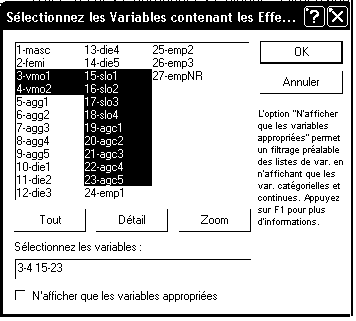 Sélectionnez les Variables contenant les Effe...
1-masc 13-die4 25-emp2
2-femi 14-die5 26-emp3
3-vmo1 15-slo1 27-empNR
4-vmo2 16-slo2
5-agg1 17-slo3
6-agg2 18-slo4
7-agg3 19-agc1
8-agg4 20-agc2
9-agg5 21-agc3
10-die1 22-agc4
11-die2 23-agc5
12-die3 24-emp1
OK
Annuler
L'option "N'afficher
que les variables
appropriées" permet
un filtrage préalable
des listes de var. en
n'affichant que les
var. catégorielles et
continues. Appuyez
sur F1 pour plus
d'informations.
Tout Détail Zoom
Sélectionnez les variables :
3-4 15-23
N'afficher que les variables appropriées